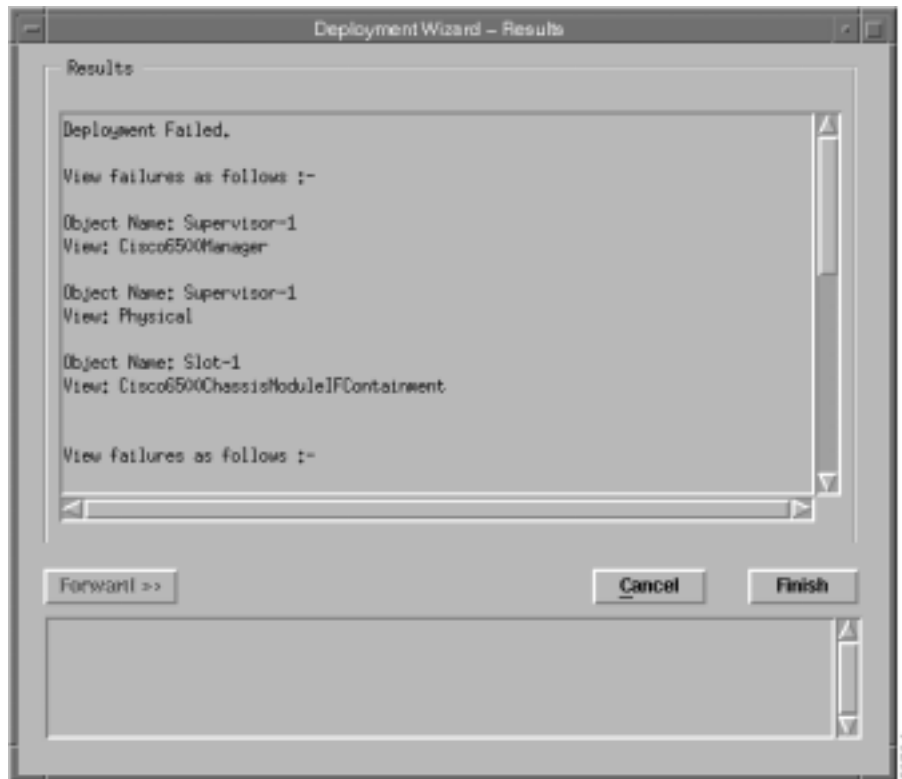 Deployment Wizard – Results
Results
Deployment Failed.
View failures as follows :-
Object Name: Supervisor-1
View: Cisco6500Manager
Object Name: Supervisor-1
View: Physical
Object Name: Slot-1
View: Cisco6500ChassisModuleIFContainment
View failures as follows :-
Forward >> Cancel Finish